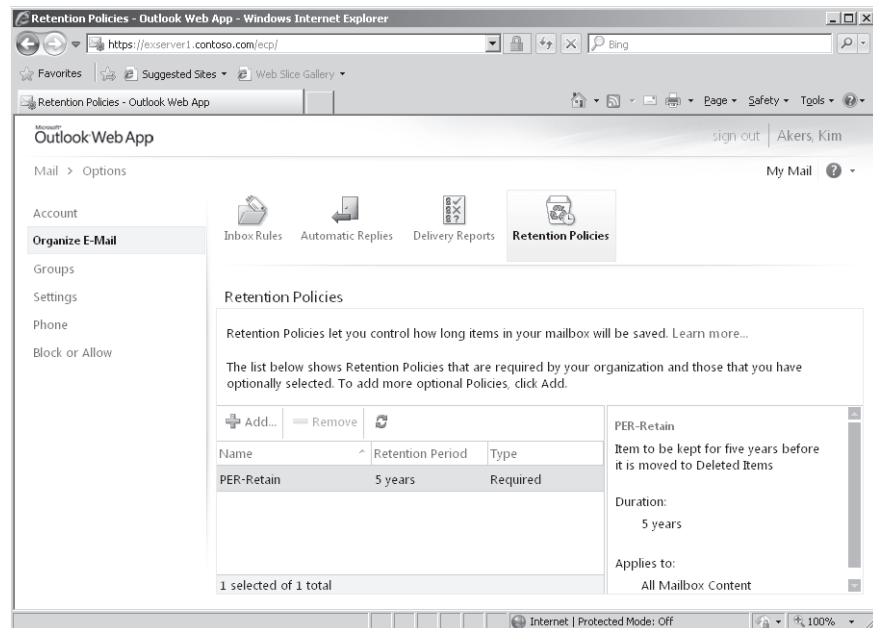 Retention Policies - Outlook Web App - Windows Internet Explorer
https://exserver1.contoso.com/ecp/
Bing
Favorites
Suggested Sites
Web Slice Gallery
Retention Policies - Outlook Web App
Page
Safety
Tools
Microsoft
Outlook Web App
sign out
Akers, Kim
Mail > Options
My Mail
Account
Organize E-Mail
Groups
Settings
Phone
Block or Allow
Inbox Rules
Automatic Replies
Delivery Reports
Retention Policies
Retention Policies
Retention Policies let you control how long items in your mailbox will be saved. Learn more...
The list below shows Retention Policies that are required by your organization and those that you have
optionally selected. To add more optional Policies, click Add.
Add...
Remove
Name
Retention Period
Type
PER-Retain
5 years
Required
1 selected of 1 total
PER-Retain
Item to be kept for five years before
it is moved to Deleted Items
Duration:
5 years
Applies to:
All Mailbox Content
Internet | Protected Mode: Off
100%